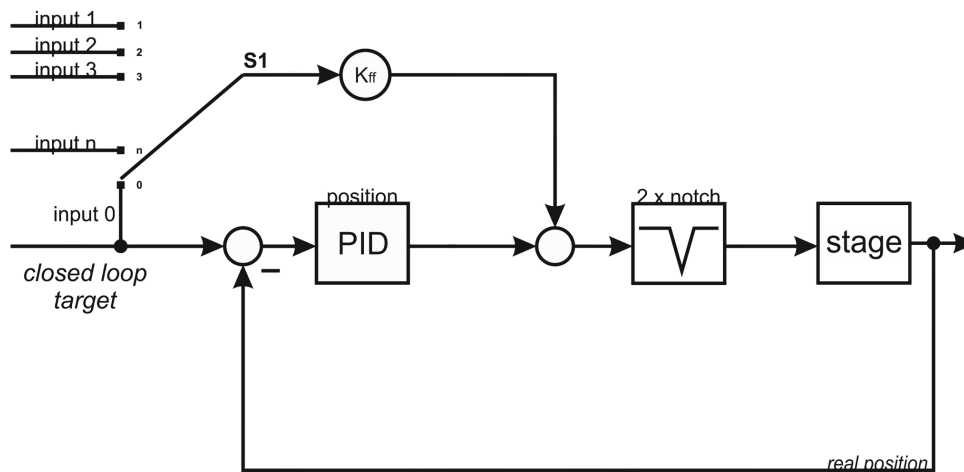 input 1
1
input 2
2
input 3
3
S1
Kff
input n
n
0
input 0
position
2 x notch
PID
stage
closed loop
target
real position